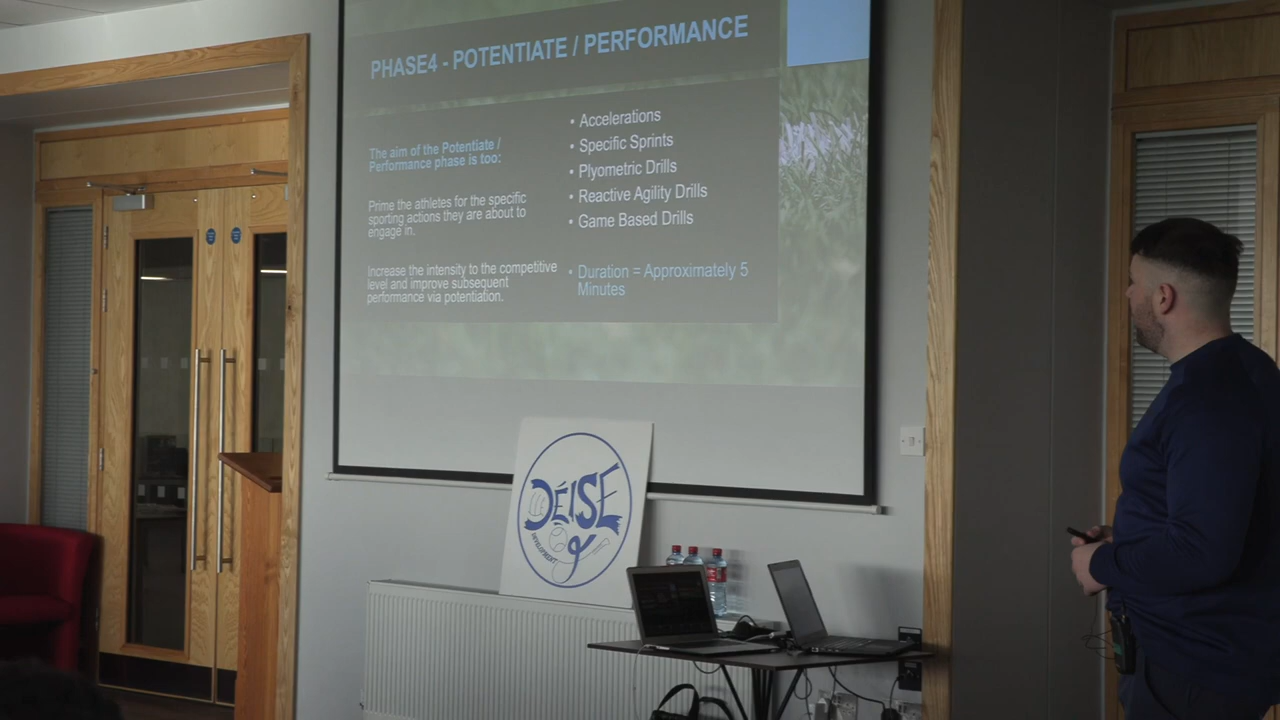 PHASE4 - POTENTIATE / PERFORMANCE
The aim of the Potentiate /
Performance phase is too:
Prime the athletes for the specific
sporting actions they are about to
engage in.
Increase the intensity to the competitive
level and improve subsequent
performance via potentiation.
• Accelerations
• Specific Sprints
• Plyometric Drills
• Reactive Agility Drills
• Game Based Drills
• Duration = Approximately 5
Minutes
DÉISE
DEVELOPMENT